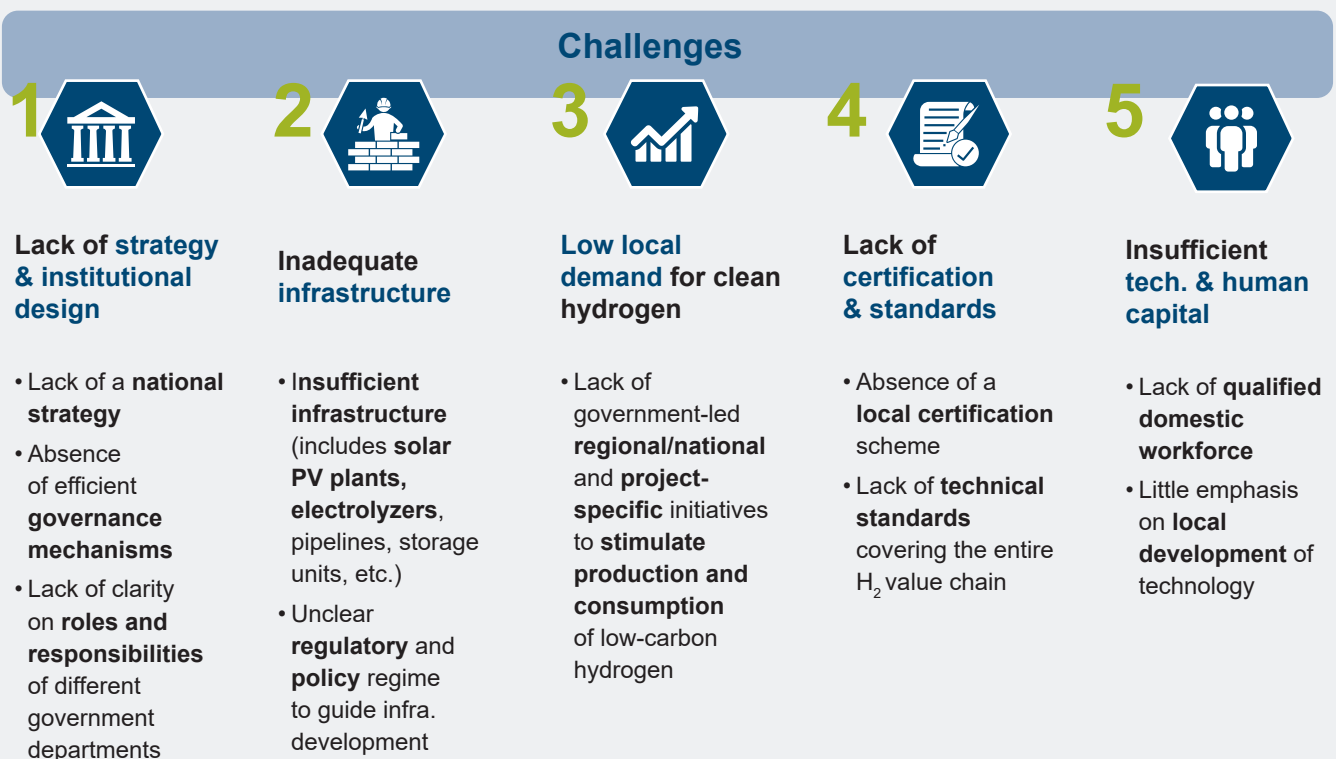 Challenges
1
Lack of strategy
& institutional
design
• Lack of a national
strategy
• Absence
of efficient
governance
mechanisms
• Lack of clarity
on roles and
responsibilities
of different
government
departments
2
Inadequate
infrastructure
• Insufficient
infrastructure
(includes solar
PV plants,
electrolyzers,
pipelines, storage
units, etc.)
• Unclear
regulatory and
policy regime
to guide infra.
development
3
Low local
demand for clean
hydrogen
• Lack of
government-led
regional/national
and project-
specific initiatives
to stimulate
production and
consumption
of low-carbon
hydrogen
4
Lack of
certification
& standards
• Absence of a
local certification
scheme
• Lack of technical
standards
covering the entire
H₂ value chain
5
Insufficient
tech. & human
capital
• Lack of qualified
domestic
workforce
• Little emphasis
on local
development of
technology